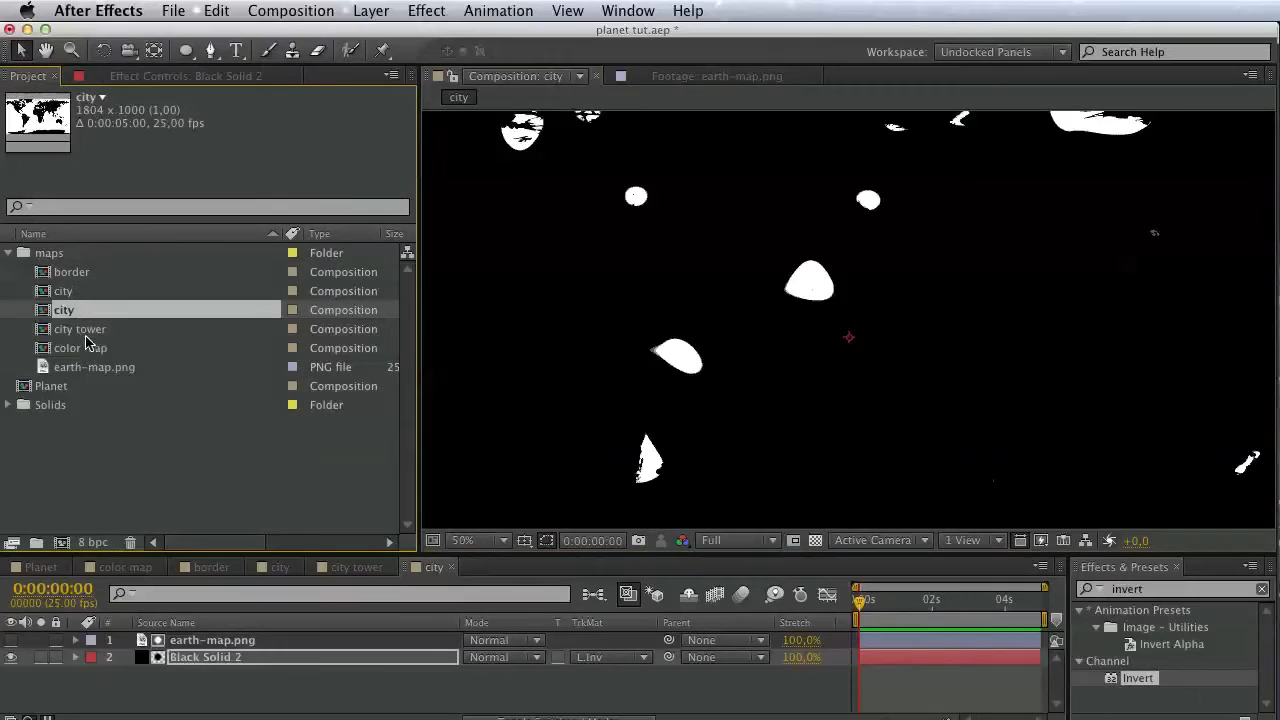 After Effects File Edit Composition Layer Effect Animation View Window Help
planet tut.aep *
Workspace: Undocked Panels Search Help
Project Effect Controls: Black Solid 2 Composition: city Footage: earth-map.png
city
1804 x 1000 (1,00)
Δ 0:00:05:00, 25,00 fps
city
Name Type Size
maps Folder
border Composition
city Composition
city Composition
city tower Composition
color map Composition
earth-map.png PNG file 25
Planet Composition
Solids Folder
8 bpc
50% 0:00:00:00 Full Active Camera 1 View +0,0
Planet color map border city city tower city
Effects & Presets
0:00:00:00
00000 (25.00 fps)
02s 04s
invert
# Source Name Mode T TrkMat Parent Stretch
1 earth-map.png Normal None 100,0%
2 Black Solid 2 Normal L.Inv None 100,0%
* Animation Presets
Image - Utilities
Invert Alpha
Channel
Invert